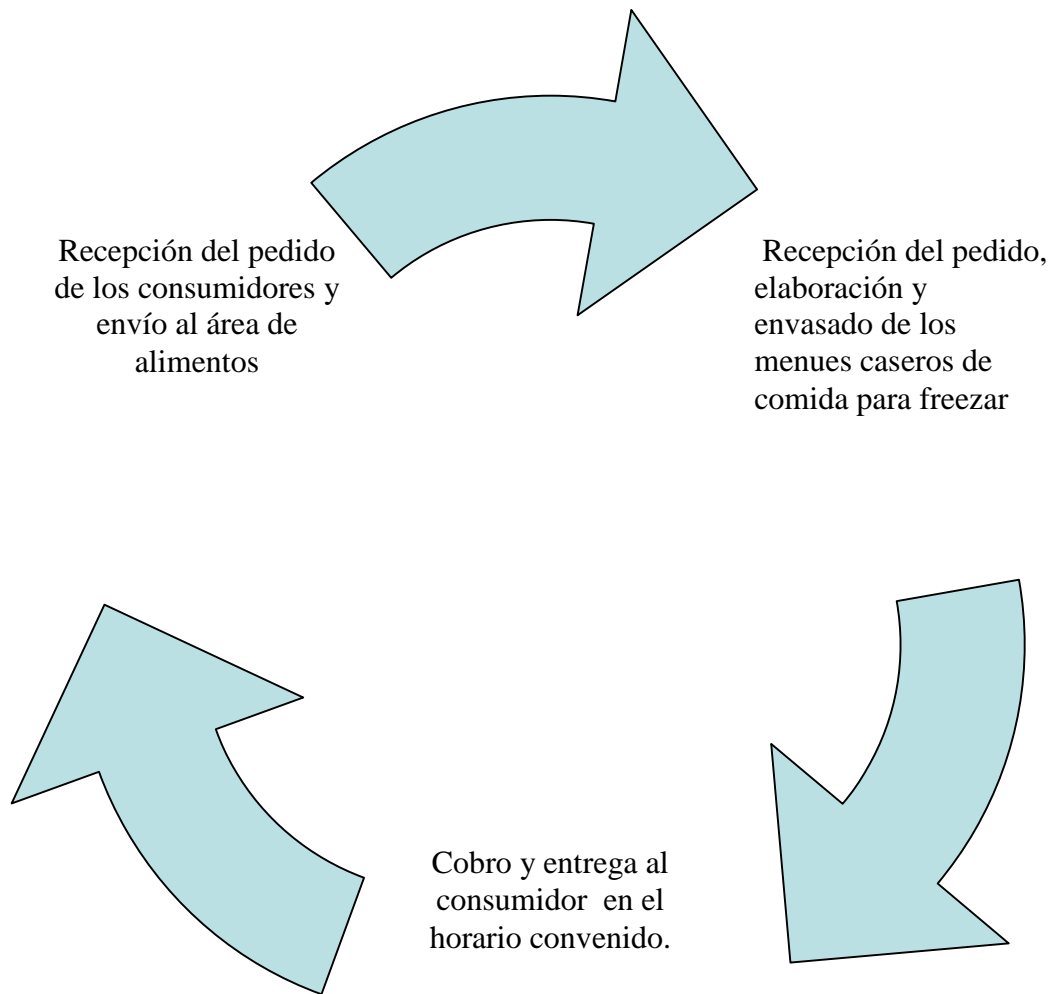 Recepción del pedido
de los consumidores y
envío al área de
alimentos
Recepción del pedido,
elaboración y
envasado de los
menues caseros de
comida para freezar
Cobro y entrega al
consumidor en el
horario convenido.